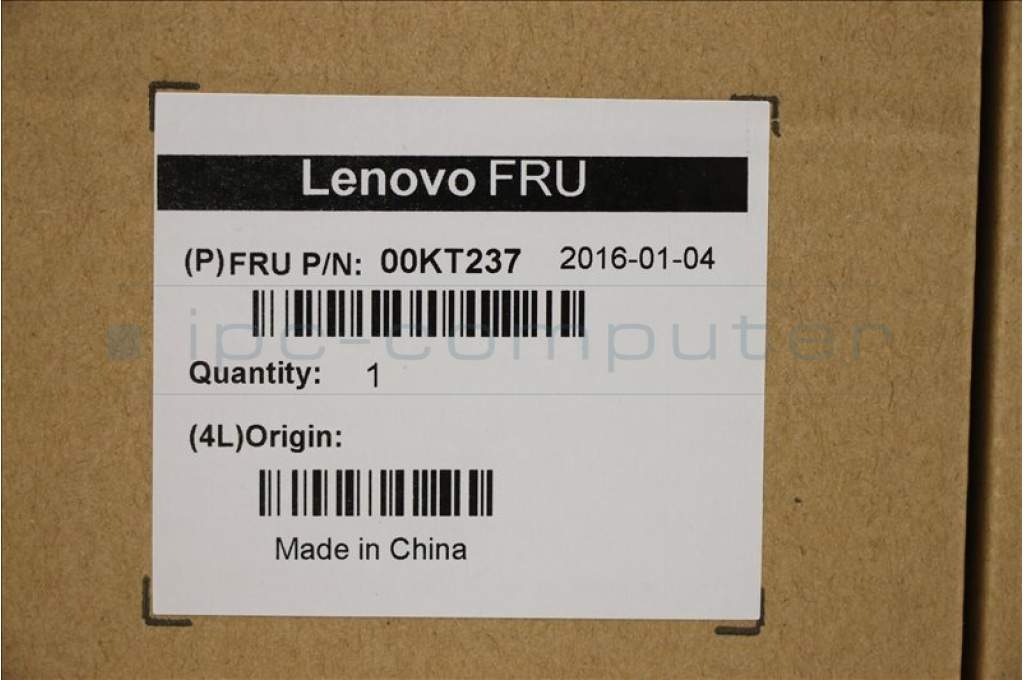 Lenovo FRU
(P)FRU P/N: 00KT237 2016-01-04
ipc-computer
Quantity: 1
(4L)Origin:
Made in China